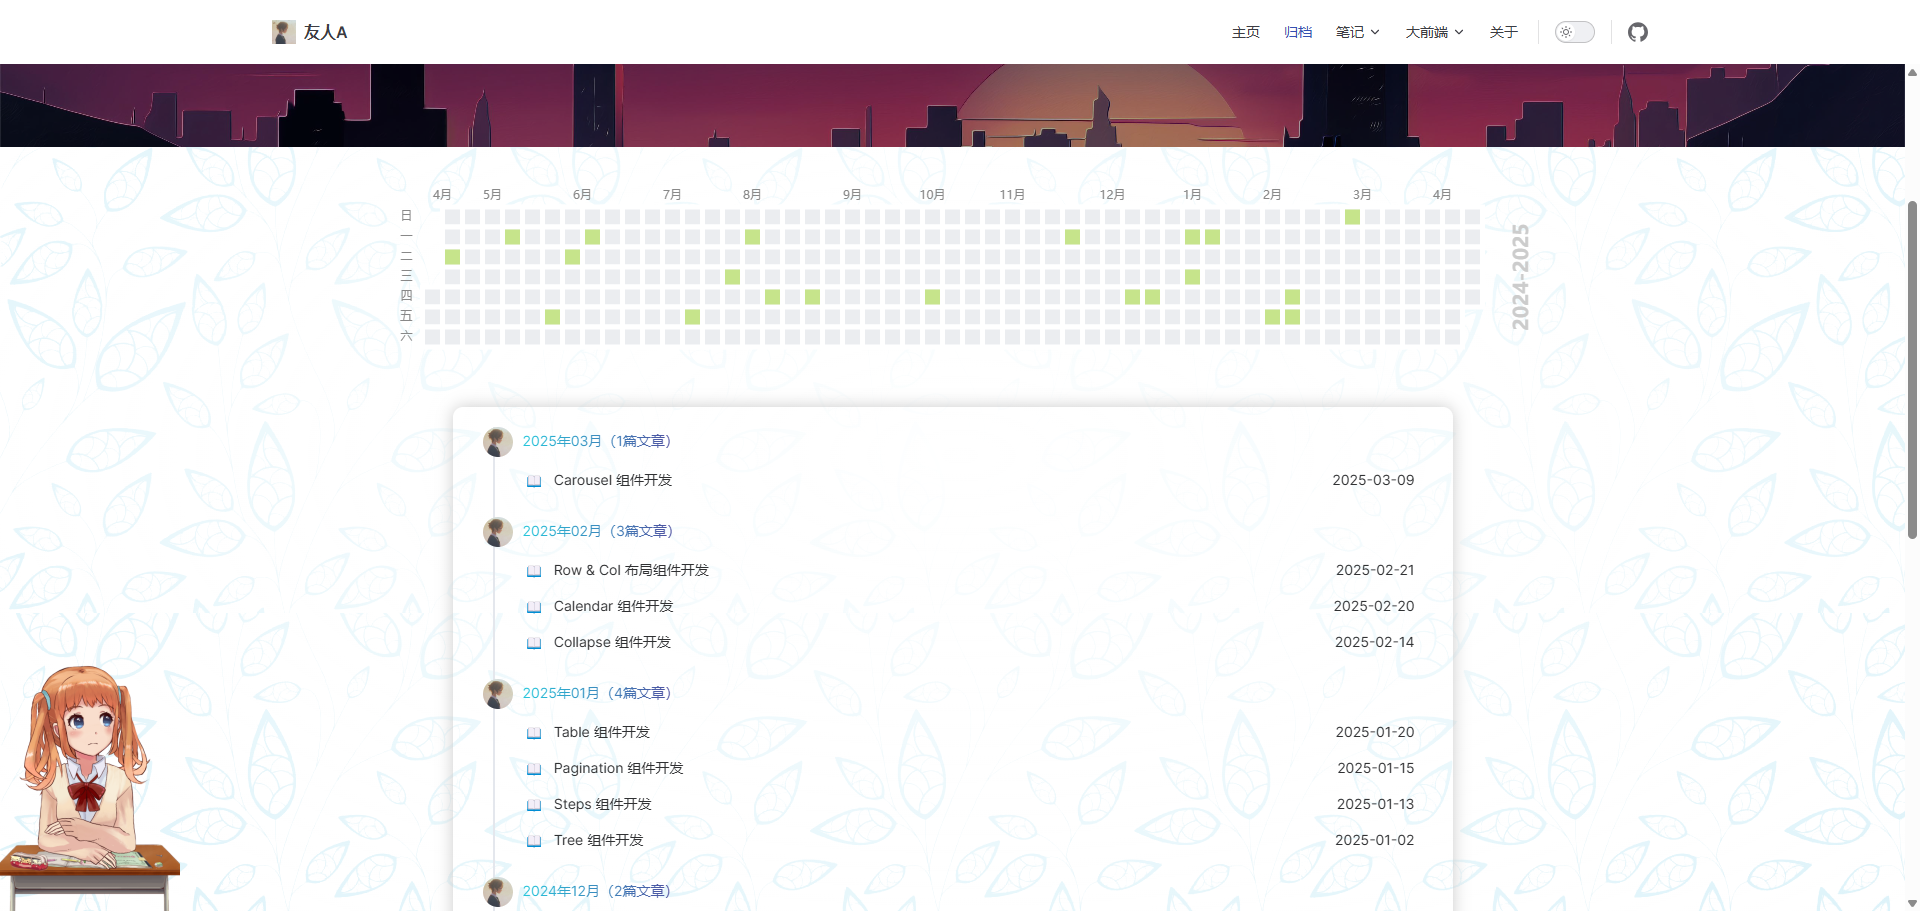 友人A
主页 归档 笔记 大前端 关于
4月 5月 6月 7月 8月 9月 10月 11月 12月 1月 2月 3月 4月
日
一
二
三
四
五
六
2024-2025
2025年03月（1篇文章）
Carousel 组件开发 2025-03-09
2025年02月（3篇文章）
Row & Col 布局组件开发 2025-02-21
Calendar 组件开发 2025-02-20
Collapse 组件开发 2025-02-14
2025年01月（4篇文章）
Table 组件开发 2025-01-20
Pagination 组件开发 2025-01-15
Steps 组件开发 2025-01-13
Tree 组件开发 2025-01-02
2024年12月（2篇文章）